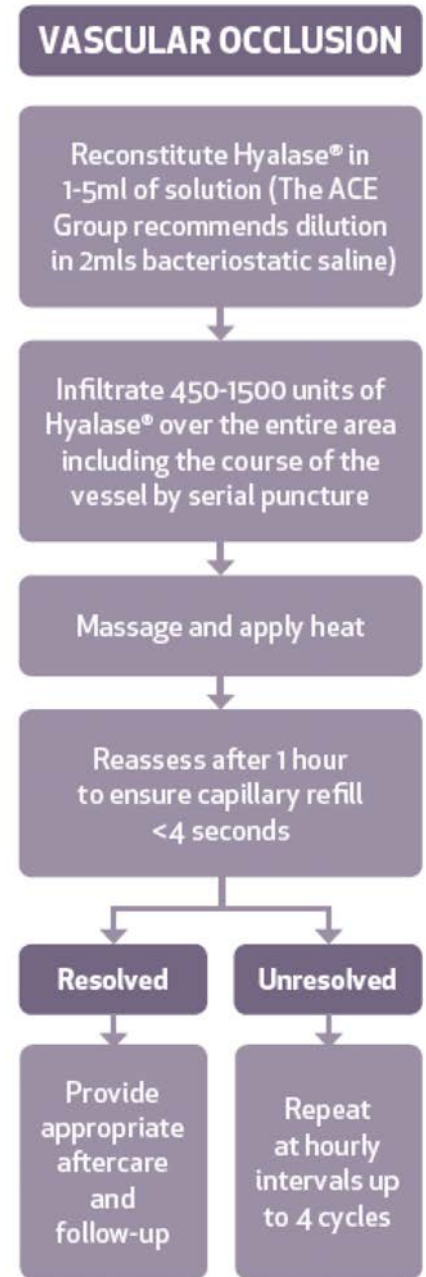 VASCULAR OCCLUSION
Reconstitute Hyalase® in
1-5ml of solution (The ACE
Group recommends dilution
in 2mls bacteriostatic saline)
Infiltrate 450-1500 units of
Hyalase® over the entire area
including the course of the
vessel by serial puncture
Massage and apply heat
Reassess after 1 hour
to ensure capillary refill
<4 seconds
Resolved
Unresolved
Provide
appropriate
aftercare
and
follow-up
Repeat
at hourly
intervals up
to 4 cycles